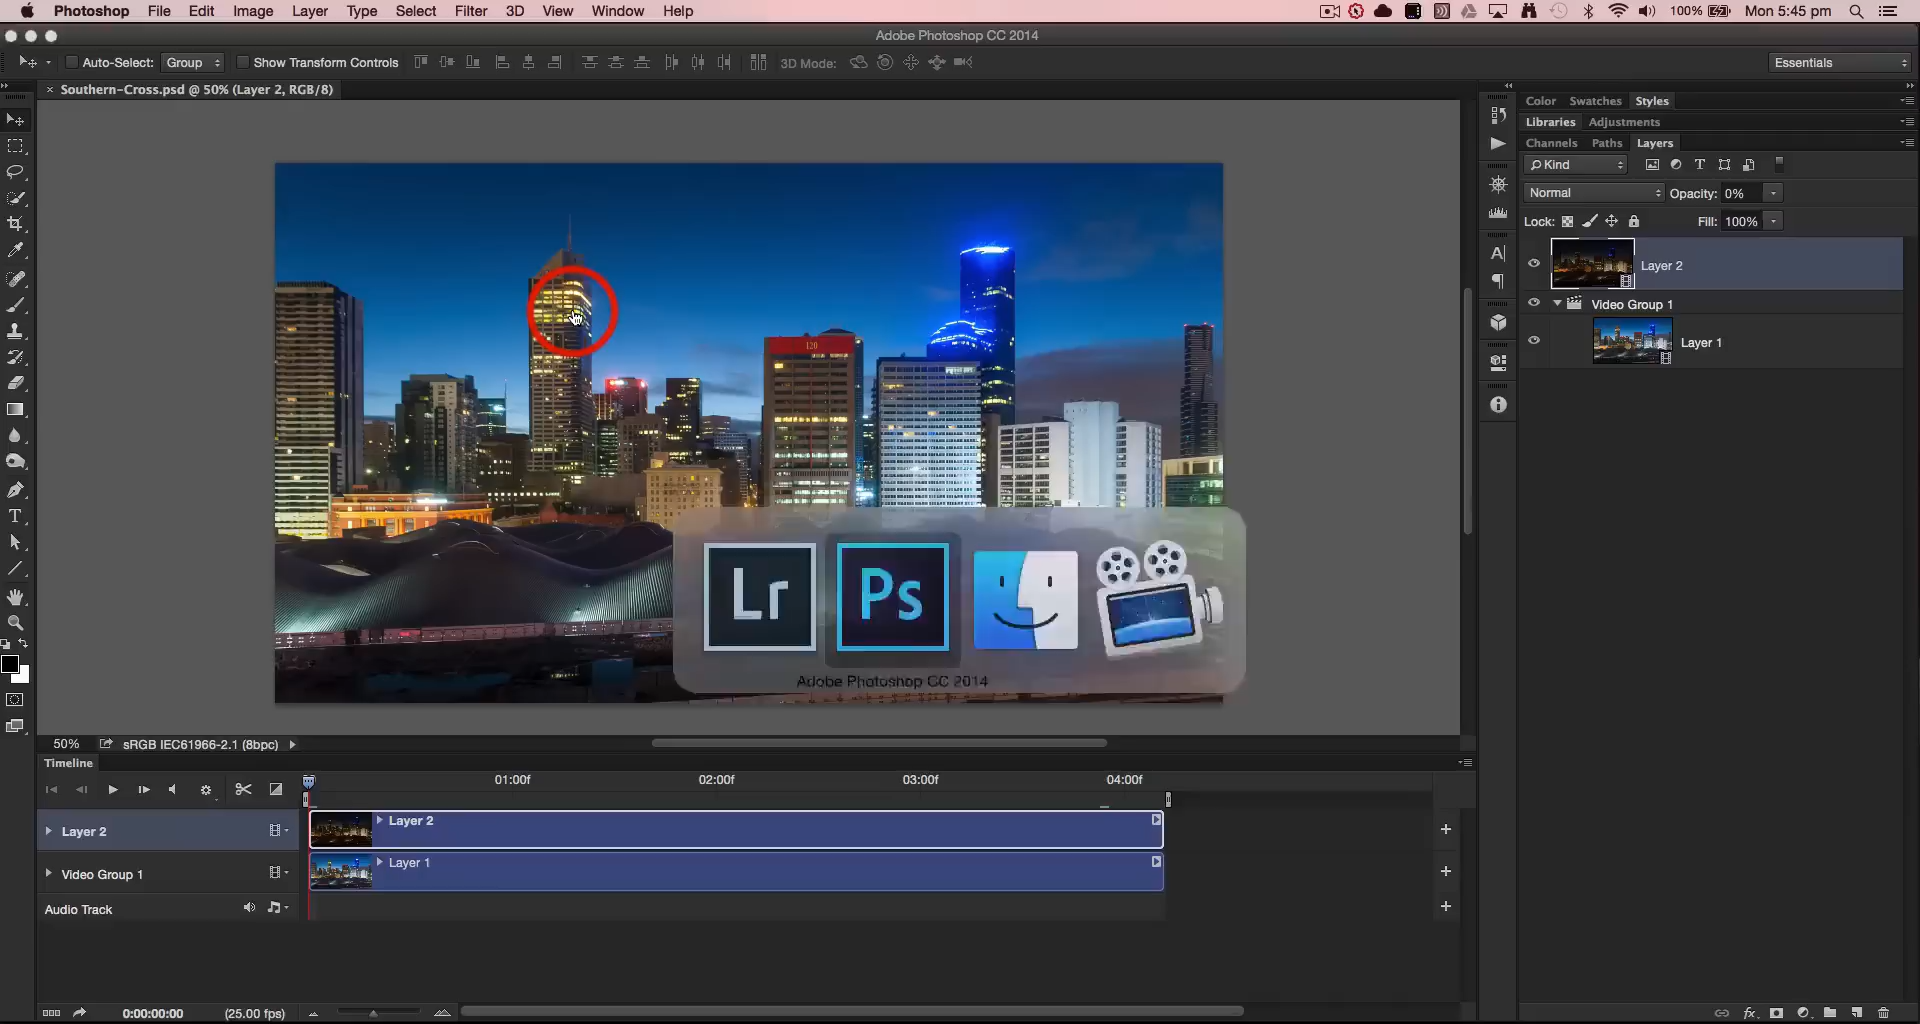 Photoshop File Edit Image Layer Type Select Filter 3D View Window Help 100% Mon 5:45 pm
Adobe Photoshop CC 2014
Auto-Select: Group Show Transform Controls 3D Mode: Essentials
× Southern-Cross.psd @ 50% (Layer 2, RGB/8)
Color Swatches Styles
Libraries Adjustments
Channels Paths Layers
Kind
Normal Opacity: 0%
Lock: Fill: 100%
Layer 2
Video Group 1
Layer 1
120
Lr Ps
Adobe Photoshop CC 2014
50% sRGB IEC61966-2.1 (8bpc)
Timeline
01:00f 02:00f 03:00f 04:00f
Layer 2 Layer 2
Video Group 1 Layer 1
Audio Track
0:00:00:00 (25.00 fps)